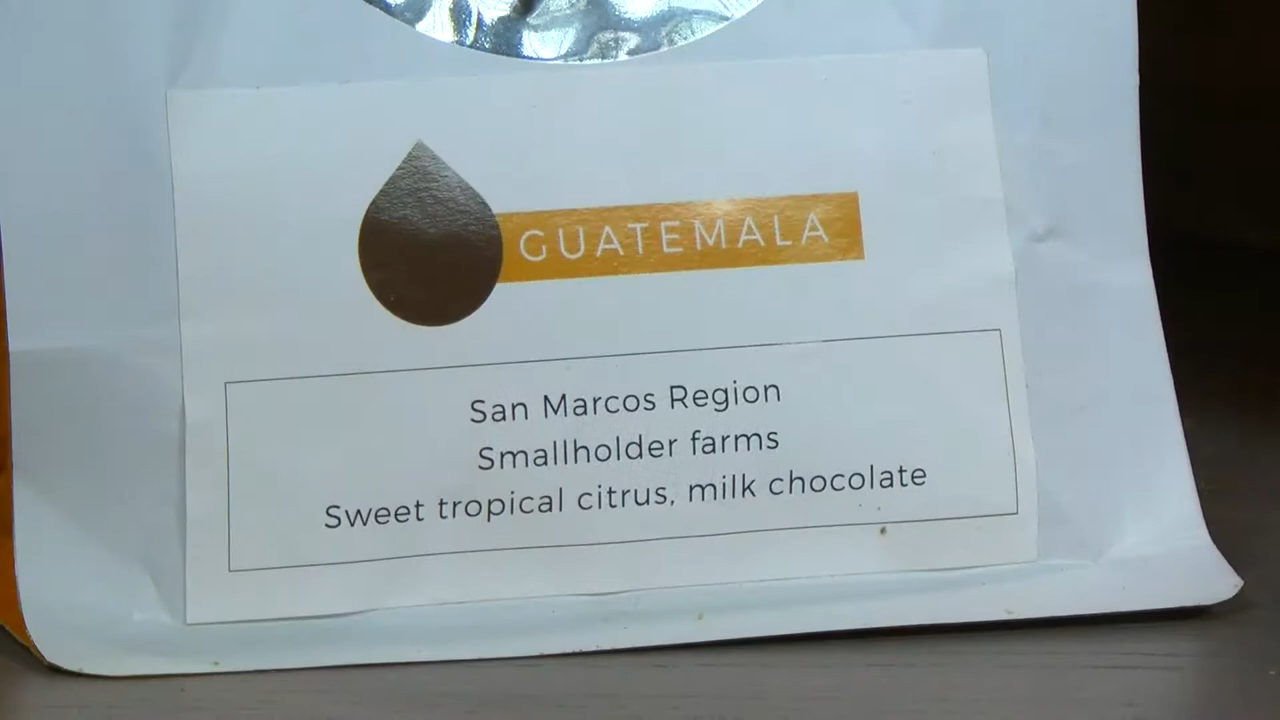 GUATEMALA
San Marcos Region
Smallholder farms
Sweet tropical citrus, milk chocolate